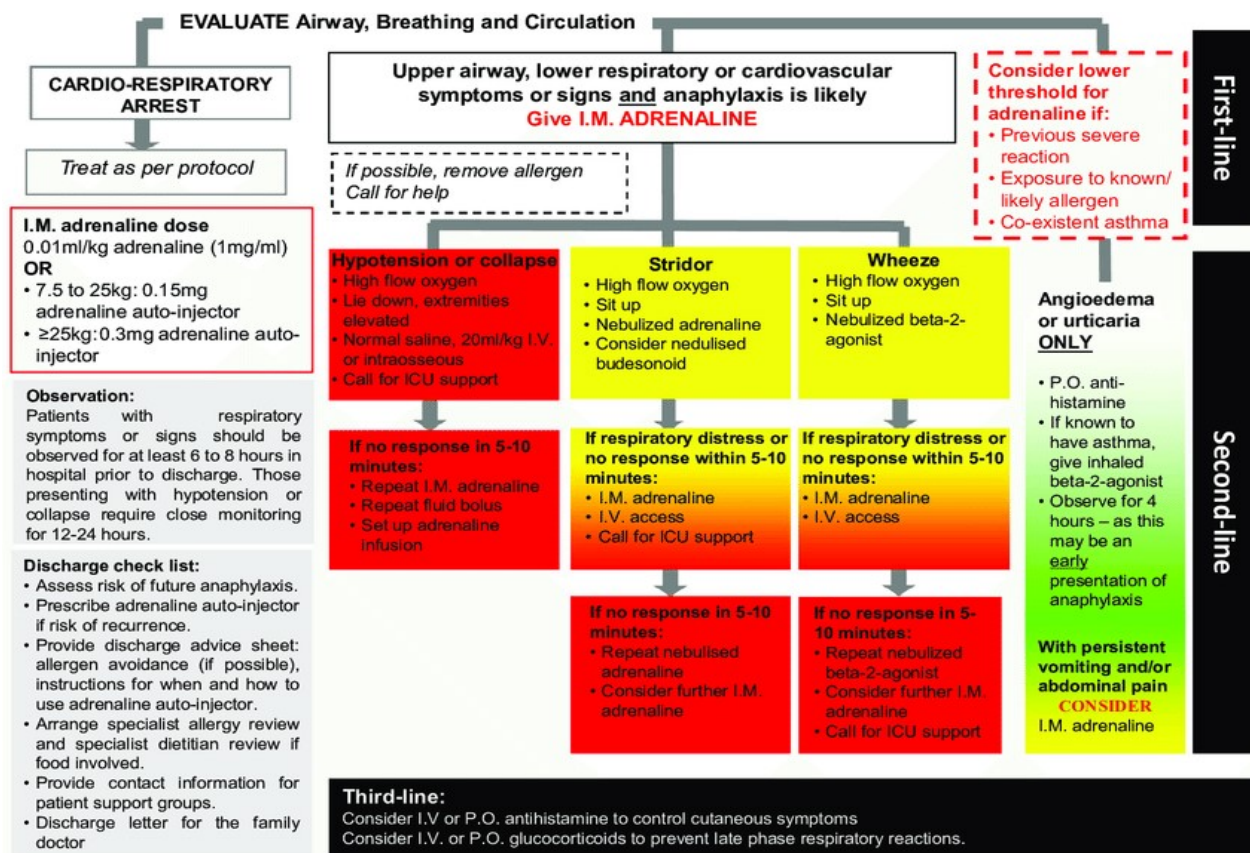 EVALUATE Airway, Breathing and Circulation
CARDIO-RESPIRATORY
ARREST
Treat as per protocol
I.M. adrenaline dose
0.01ml/kg adrenaline (1mg/ml)
OR
• 7.5 to 25kg: 0.15mg
adrenaline auto-injector
• ≥25kg: 0.3mg adrenaline auto-
injector
Observation:
Patients with respiratory
symptoms or signs should be
observed for at least 6 to 8 hours in
hospital prior to discharge. Those
presenting with hypotension or
collapse require close monitoring
for 12-24 hours.
Discharge check list:
• Assess risk of future anaphylaxis.
• Prescribe adrenaline auto-injector
if risk of recurrence.
• Provide discharge advice sheet:
allergen avoidance (if possible),
instructions for when and how to
use adrenaline auto-injector.
• Arrange specialist allergy review
and specialist dietitian review if
food involved.
• Provide contact information for
patient support groups.
• Discharge letter for the family
doctor
Upper airway, lower respiratory or cardiovascular
symptoms or signs and anaphylaxis is likely
Give I.M. ADRENALINE
If possible, remove allergen
Call for help
Hypotension or collapse
• High flow oxygen
• Lie down, extremities
elevated
• Normal saline, 20ml/kg I.V.
or intraosseous
• Call for ICU support
If no response in 5-10
minutes:
• Repeat I.M. adrenaline
• Repeat fluid bolus
• Set up adrenaline
infusion
Stridor
• High flow oxygen
• Sit up
• Nebulized adrenaline
• Consider nedulised
budesonoid
If respiratory distress or
no response within 5-10
minutes:
• I.M. adrenaline
• I.V. access
• Call for ICU support
If no response in 5-10
minutes:
• Repeat nebulised
adrenaline
• Consider further I.M.
adrenaline
Wheeze
• High flow oxygen
• Sit up
• Nebulized beta-2-
agonist
If respiratory distress or
no response within 5-10
minutes:
• I.M. adrenaline
• I.V. access
If no response in 5-
10 minutes:
• Repeat nebulized
beta-2-agonist
• Consider further I.M.
adrenaline
• Call for ICU support
Consider lower
threshold for
adrenaline if:
• Previous severe
reaction
• Exposure to known/
likely allergen
• Co-existent asthma
Angioedema
or urticaria
ONLY
• P.O. anti-
histamine
• If known to
have asthma,
give inhaled
beta-2-agonist
• Observe for 4
hours – as this
may be an
early
presentation of
anaphylaxis
With persistent
vomiting and/or
abdominal pain
CONSIDER
I.M. adrenaline
First-line
Second-line
Third-line:
Consider I.V or P.O. antihistamine to control cutaneous symptoms
Consider I.V. or P.O. glucocorticoids to prevent late phase respiratory reactions.